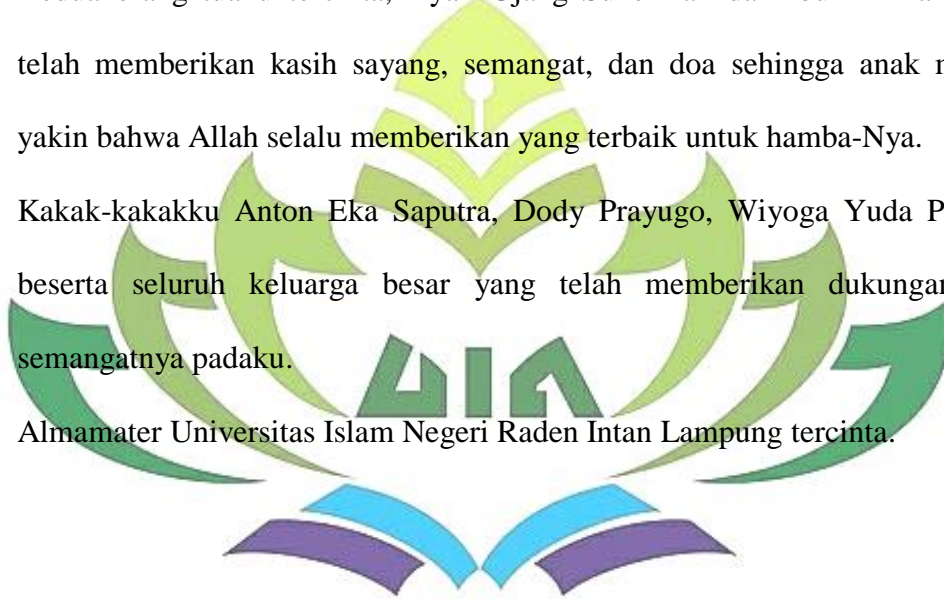 telah memberikan kasih sayang, semangat, dan doa sehingga anak
yakin bahwa Allah selalu memberikan yang terbaik untuk hamba-Nya.
Kakak-kakakku Anton Eka Saputra, Dody Prayugo, Wiyoga Yuda
beserta seluruh keluarga besar yang telah memberikan dukungan
semangatnya padaku.
UIN
Almamater Universitas Islam Negeri Raden Intan Lampung tercinta.